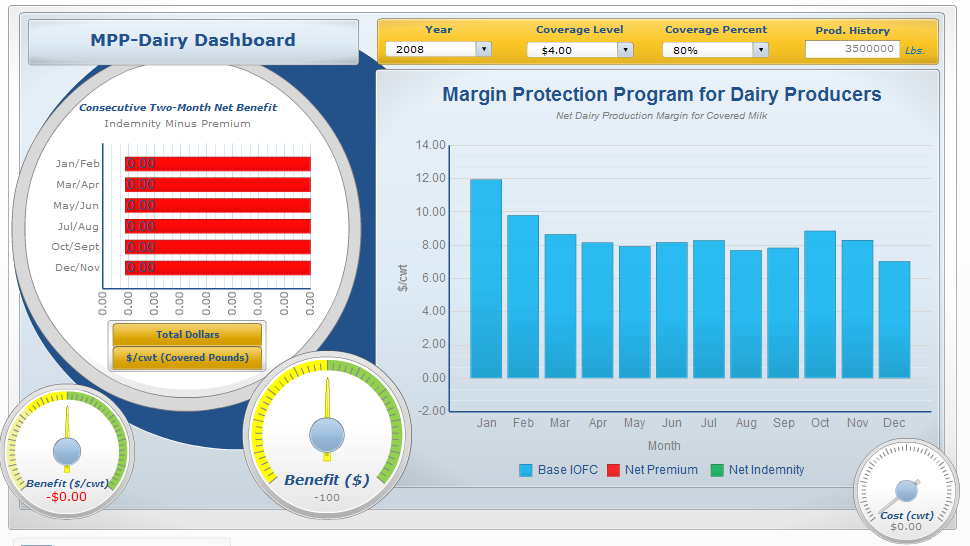 MPP-Dairy Dashboard
Year
Coverage Level
Coverage Percent
Prod. History
2008
$4.00
80%
3500000
Lbs.
Consecutive Two-Month Net Benefit
Indemnity Minus Premium
Jan/Feb
0.00
Mar/Apr
0.00
May/Jun
0.00
Jul/Aug
0.00
Oct/Sept
0.00
Dec/Nov
0.00
0.00 0.00 0.00 0.00 0.00 0.00 0.00 0.00 0.00
Total Dollars
$/cwt (Covered Pounds)
Benefit ($/cwt)
-$0.00
Benefit ($)
-100
Margin Protection Program for Dairy Producers
Net Dairy Production Margin for Covered Milk
14.00
12.00
10.00
8.00
6.00
4.00
2.00
0.00
-2.00
$/cwt
Jan Feb Mar Apr May Jun Jul Aug Sep Oct Nov Dec
Month
Base IOFC Net Premium Net Indemnity
Cost (cwt)
$0.00